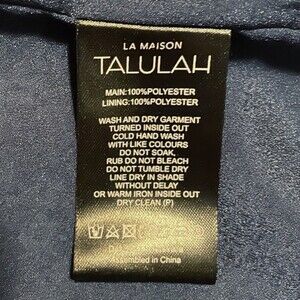 LA MAISON
TALULAH
MAIN:100%POLYESTER
LINING:100%POLYESTER
WASH AND DRY GARMENT
TURNED INSIDE OUT
COLD HAND WASH
WITH LIKE COLOURS
DO NOT SOAK,
RUB DO NOT BLEACH
DO NOT TUMBLE DRY
LINE DRY IN SHADE
WITHOUT DELAY
OR WARM IRON INSIDE OUT
DRY CLEAN (P)
Assembled in China